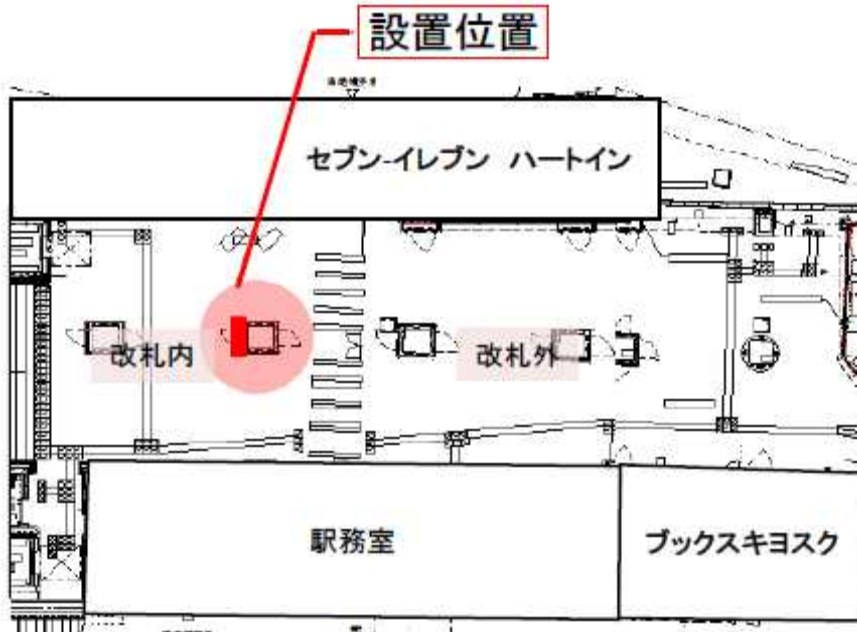 設置位置
セブン-イレブン ハートイン
改札内
改札外
駅務室
ブックスキヨスク